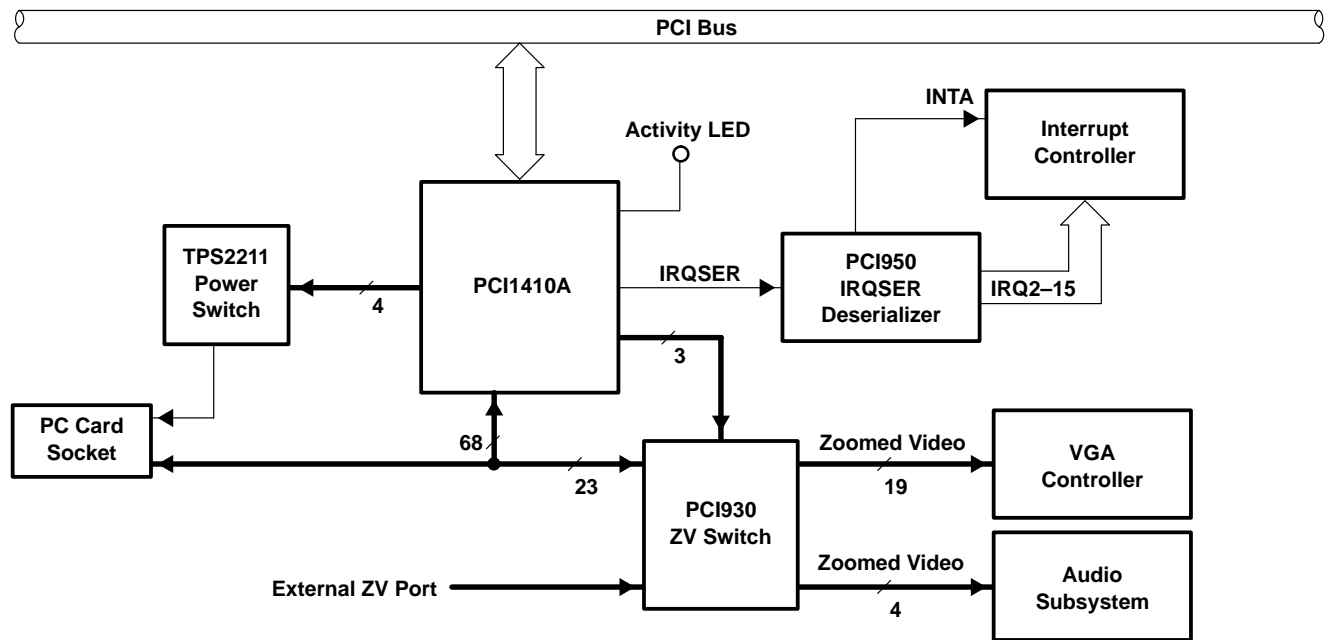 PCI Bus
INTA
Interrupt
Controller
Activity LED
TPS2211
Power
Switch
4
PCI1410A
IRQSER
PCI950
IRQSER
Deserializer
IRQ2–15
3
PC Card
Socket
68
23
PCI930
ZV Switch
Zoomed Video
19
VGA
Controller
External ZV Port
Zoomed Video
4
Audio
Subsystem